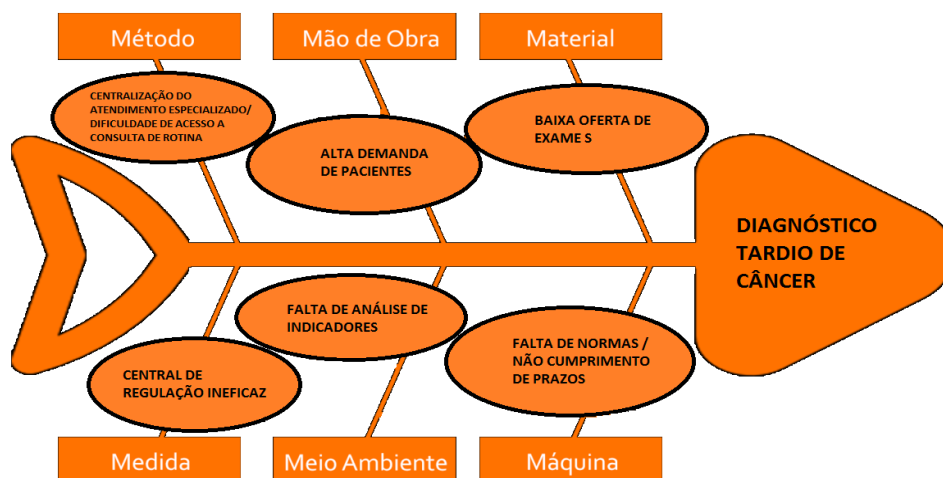 Método
Mão de Obra
Material
CENTRALIZAÇÃO DO
ATENDIMENTO ESPECIALIZADO/
DIFICULDADE DE ACESSO A
CONSULTA DE ROTINA
ALTA DEMANDA
DE PACIENTES
BAIXA OFERTA DE
EXAME S
DIAGNÓSTICO
TARDIO DE
CÂNCER
CENTRAL DE
REGULAÇÃO INEFICAZ
FALTA DE ANÁLISE DE
INDICADORES
FALTA DE NORMAS /
NÃO CUMPRIMENTO
DE PRAZOS
Medida
Meio Ambiente
Máquina